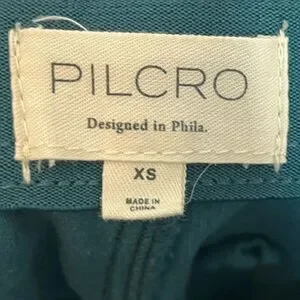 PILCRO
Designed in Phila.
XS
MADE IN
CHINA